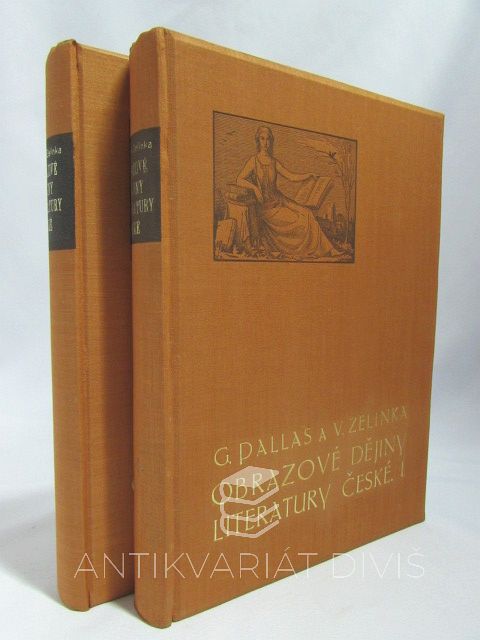 G. PALLAS A V. ZELINKA
OBRAZOVÉ DĚJINY
LITERATURY ČESKÉ. I.
ANTIKVARIÁT DIVIŠ